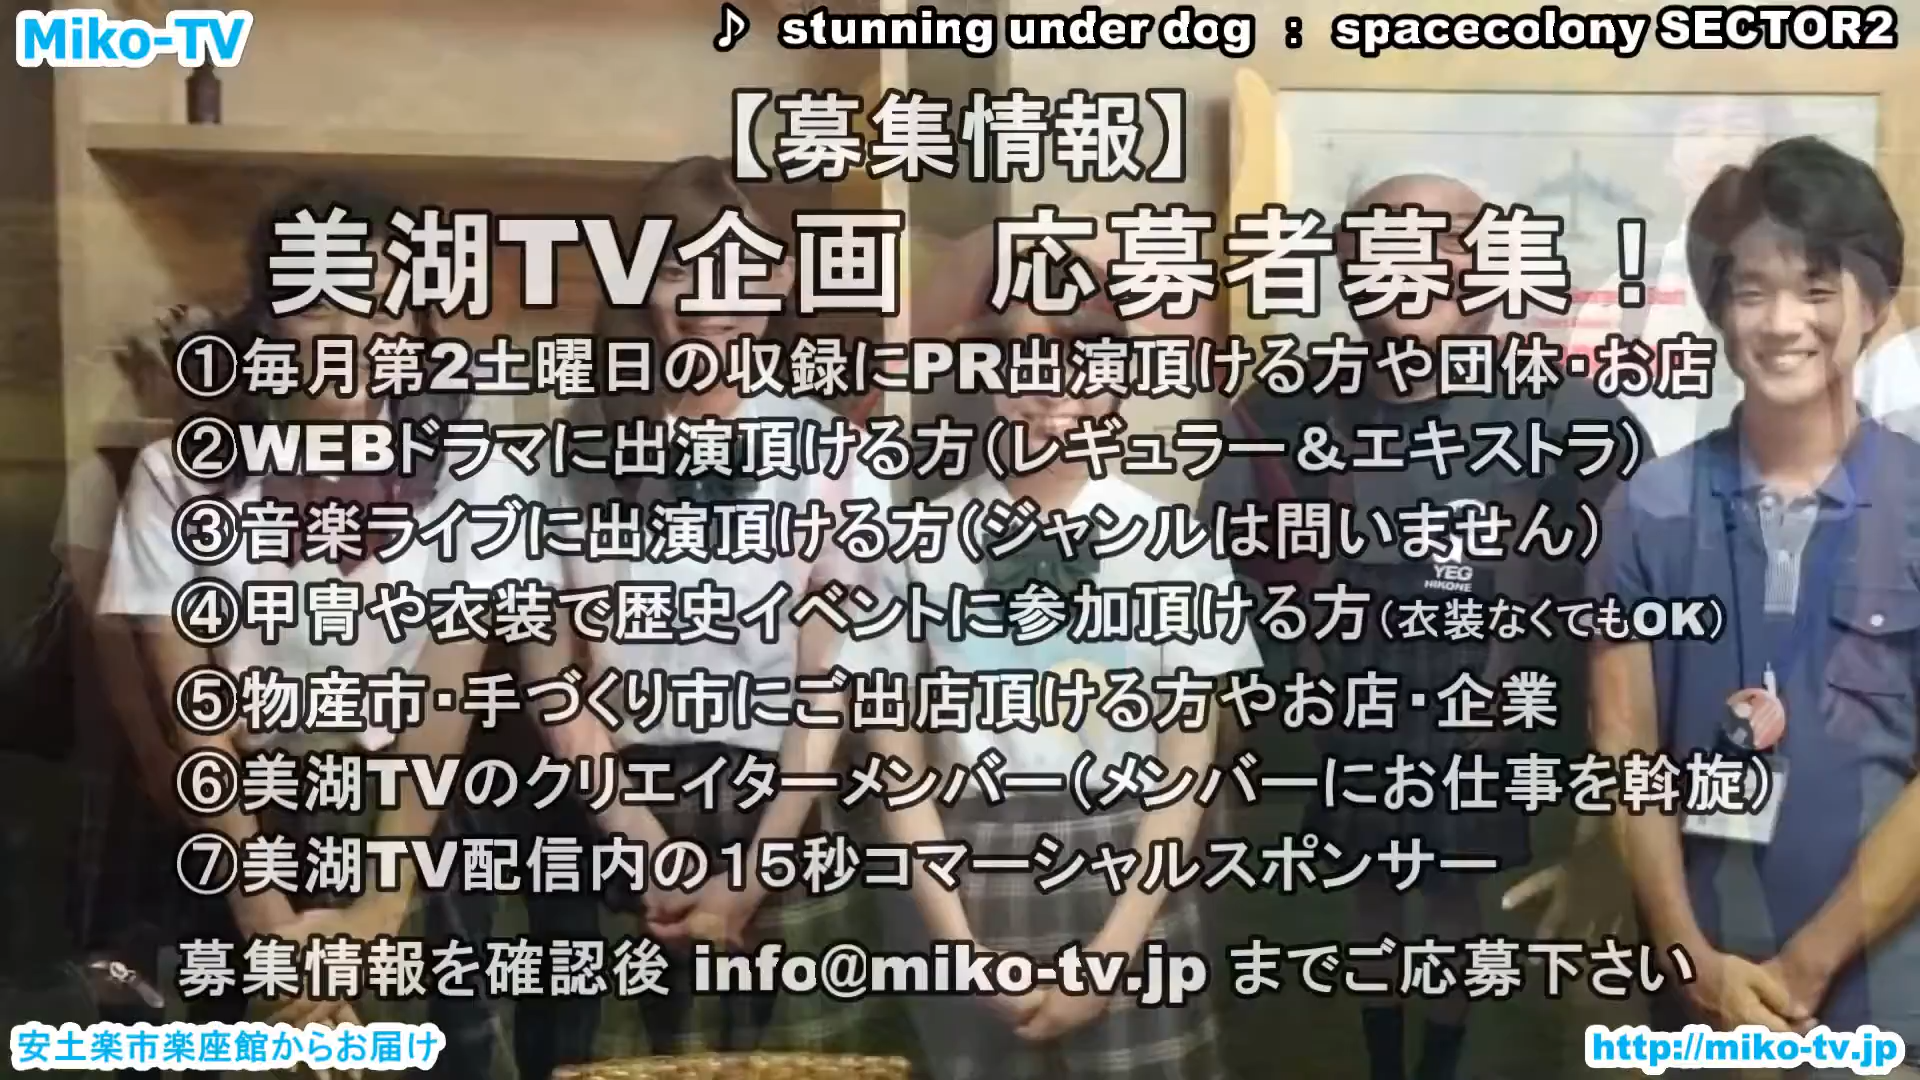 Miko-TV
♪ stunning under dog ： spacecolony SECTOR2
【募集情報】
美湖TV企画　応募者募集！
①毎月第2土曜日の収録にPR出演頂ける方や団体・お店
②WEBドラマに出演頂ける方（レギュラー＆エキストラ）
③音楽ライブに出演頂ける方（ジャンルは問いません）
④甲冑や衣装で歴史イベントに参加頂ける方（衣装なくてもOK）
YEG
HIKONE
⑤物産市・手づくり市にご出店頂ける方やお店・企業
⑥美湖TVのクリエイターメンバー（メンバーにお仕事を斡旋）
⑦美湖TV配信内の１５秒コマーシャルスポンサー
募集情報を確認後 info@miko-tv.jp までご応募下さい
安土楽市楽座館からお届け
http://miko-tv.jp